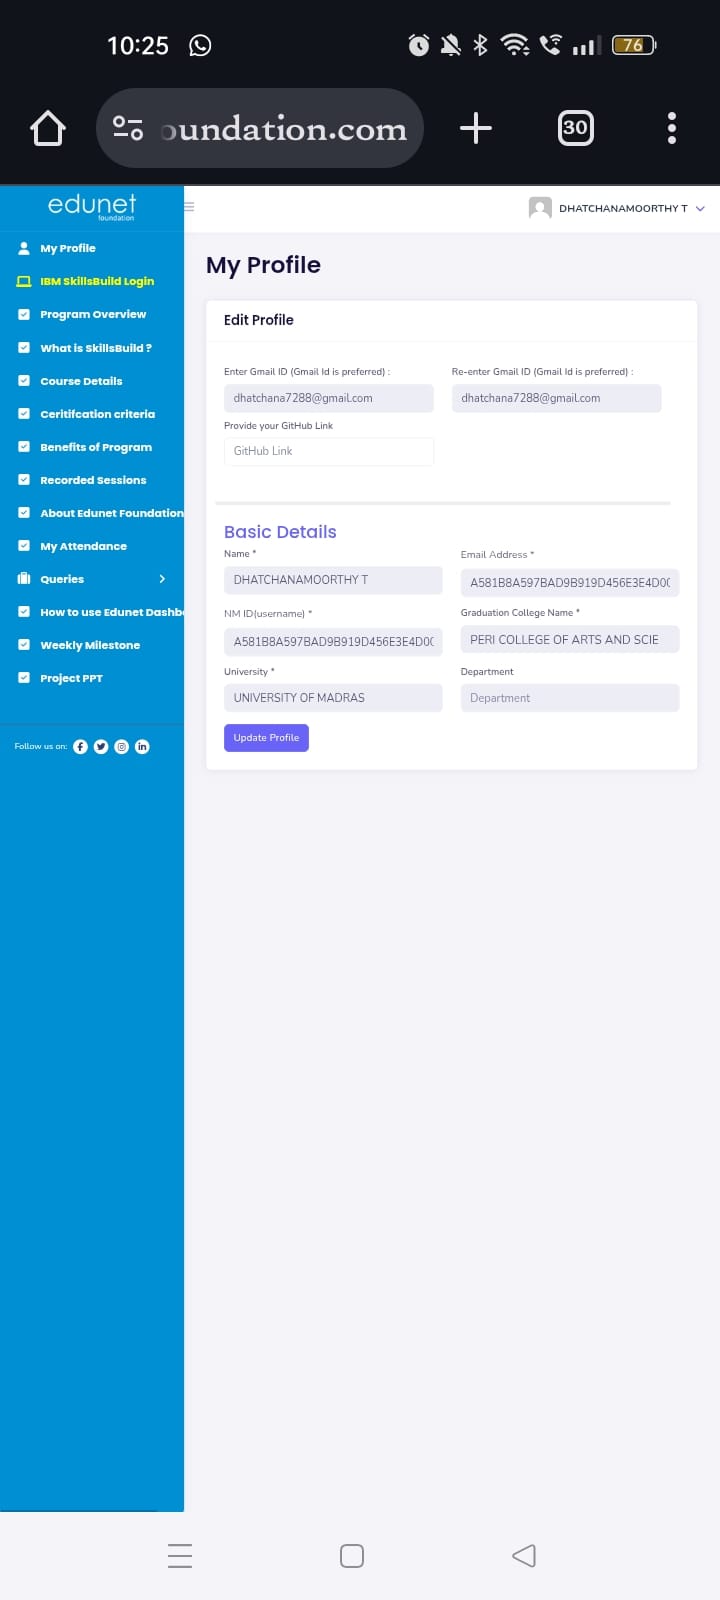 10:25
76
oundation.com
30
edunet
foundation
DHATCHANAMOORTHY T
My Profile
IBM SkillsBuild Login
Program Overview
What is SkillsBuild ?
Course Details
Ceritifcation criteria
Benefits of Program
Recorded Sessions
About Edunet Foundation
My Attendance
Queries
How to use Edunet Dashb
Weekly Milestone
Project PPT
Follow us on:
My Profile
Edit Profile
Enter Gmail ID (Gmail Id is preferred) :
Re-enter Gmail ID (Gmail Id is preferred) :
dhatchana7288@gmail.com
dhatchana7288@gmail.com
Provide your GitHub Link
GitHub Link
Basic Details
Name *
Email Address *
DHATCHANAMOORTHY T
A581B8A597BAD9B919D456E3E4D0
NM ID(username) *
Graduation College Name *
A581B8A597BAD9B919D456E3E4D0
PERI COLLEGE OF ARTS AND SCIE
University *
Department
UNIVERSITY OF MADRAS
Department
Update Profile